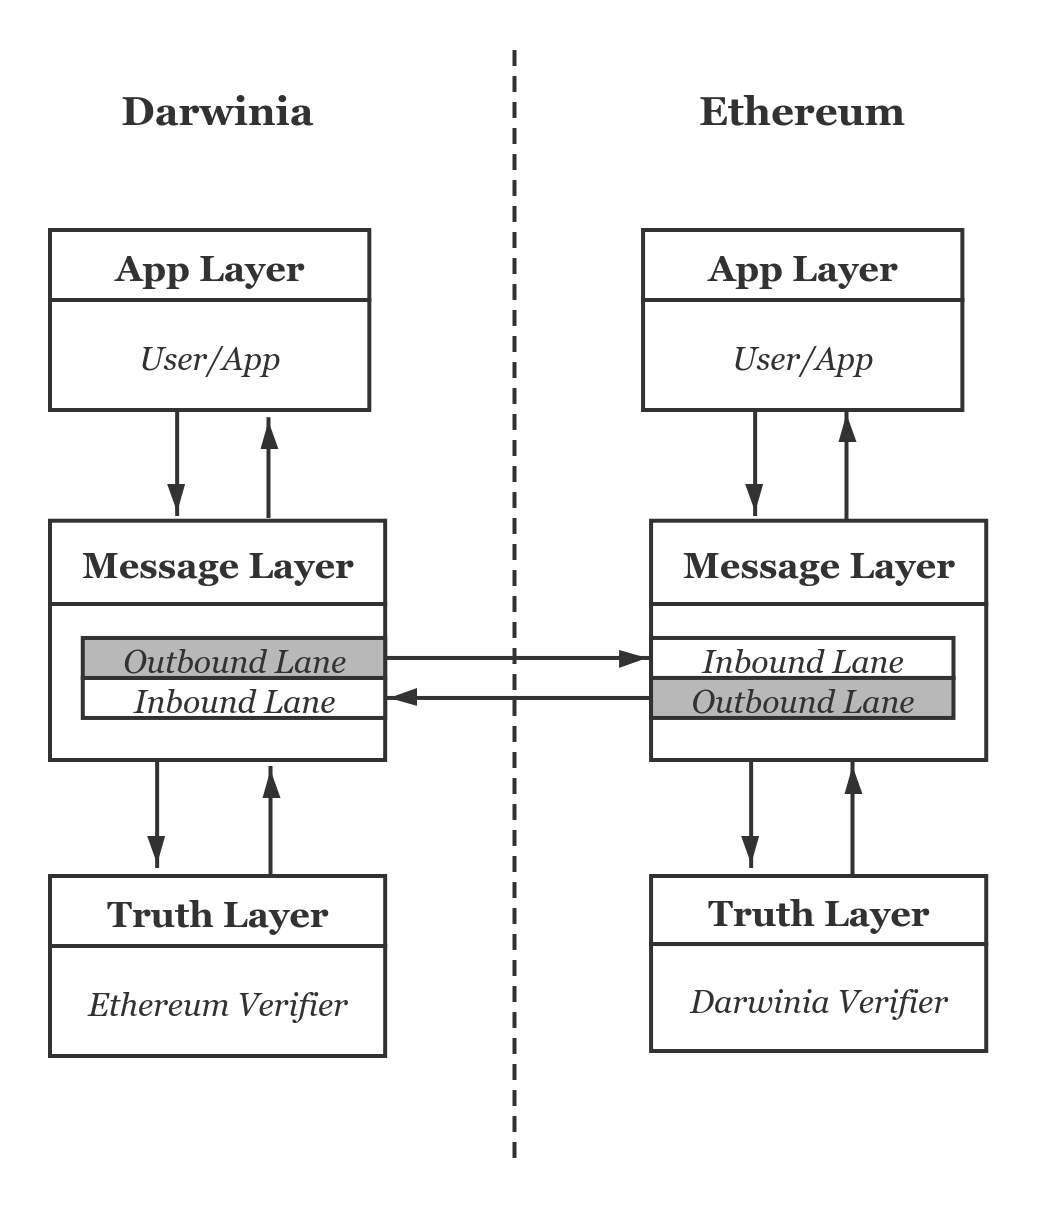 Darwinia
Ethereum
App Layer
User/App
App Layer
User/App
Message Layer
Outbound Lane
Inbound Lane
Message Layer
Inbound Lane
Outbound Lane
Truth Layer
Ethereum Verifier
Truth Layer
Darwinia Verifier